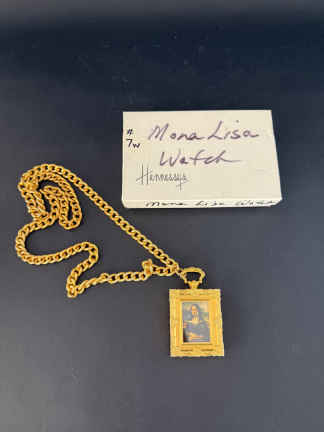 #
7w
Mona Lisa
Watch
Hennessy's
Mona Lisa Watch